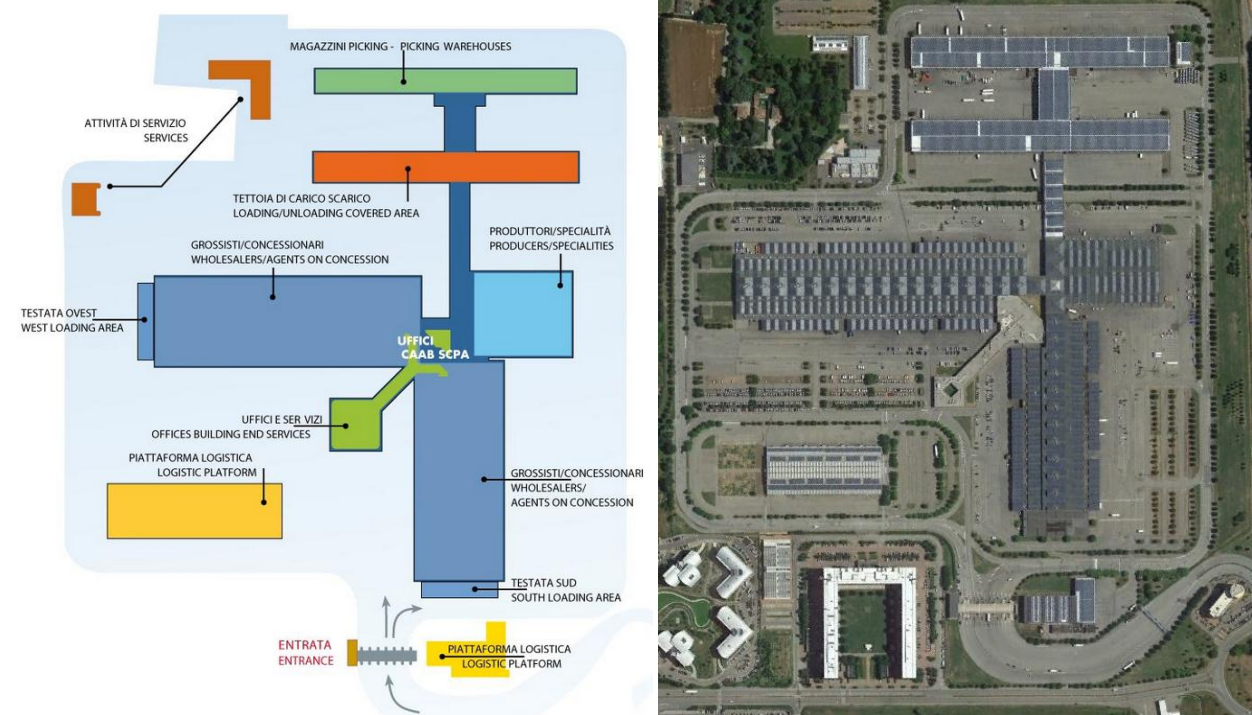 MAGAZZINI PICKING - PICKING WAREHOUSES
ATTIVITÀ DI SERVIZIO
SERVICES
TETTOIA DI CARICO SCARICO
LOADING/UNLOADING COVERED AREA
PRODUTTORI/SPECIALITÀ
PRODUCERS/SPECIALITIES
GROSSISTI/CONCESSIONARI
WHOLESALERS/AGENTS ON CONCESSION
TESTATA OVEST
WEST LOADING AREA
UFFICI
CAAB SCPA
UFFICI E SER VIZI
OFFICES BUILDING END SERVICES
PIATTAFORMA LOGISTICA
LOGISTIC PLATFORM
GROSSISTI/CONCESSIONARI
WHOLESALERS/
AGENTS ON CONCESSION
TESTATA SUD
SOUTH LOADING AREA
ENTRATA
ENTRANCE
PIATTAFORMA LOGISTICA
LOGISTIC PLATFORM